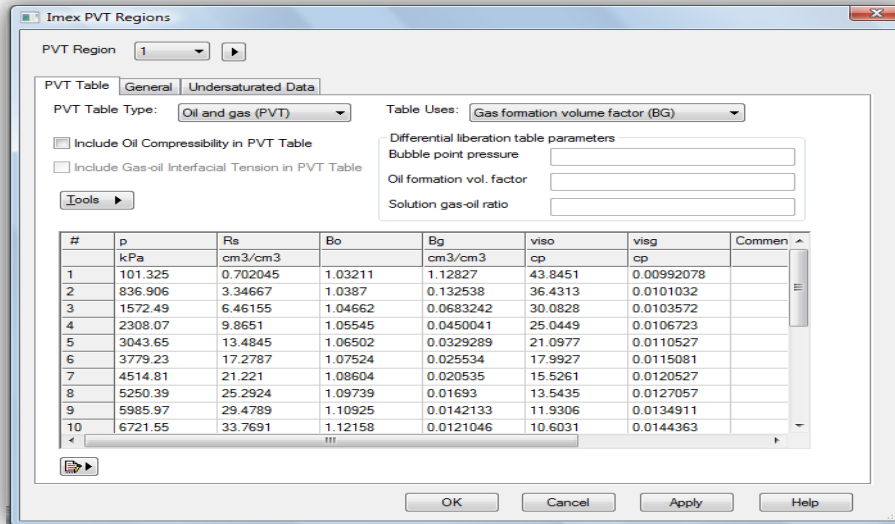 Imex PVT Regions
PVT Region 1
PVT Table General Undersaturated Data
PVT Table Type: Oil and gas (PVT) Table Uses: Gas formation volume factor (BG)
Include Oil Compressibility in PVT Table
Include Gas-oil Interfacial Tension in PVT Table
Differential liberation table parameters
Bubble point pressure
Oil formation vol. factor
Solution gas-oil ratio
Tools
# p Rs Bo Bg viso visg Commen
kPa cm3/cm3 cm3/cm3 cp cp
1 101.325 0.702045 1.03211 1.12827 43.8451 0.00992078
2 836.906 3.34667 1.0387 0.132538 36.4313 0.0101032
3 1572.49 6.46155 1.04662 0.0683242 30.0828 0.0103572
4 2308.07 9.8651 1.05545 0.0450041 25.0449 0.0106723
5 3043.65 13.4845 1.06502 0.0329289 21.0977 0.0110527
6 3779.23 17.2787 1.07524 0.025534 17.9927 0.0115081
7 4514.81 21.221 1.08604 0.020535 15.5261 0.0120527
8 5250.39 25.2924 1.09739 0.01693 13.5435 0.0127057
9 5985.97 29.4789 1.10925 0.0142133 11.9306 0.0134911
10 6721.55 33.7691 1.12158 0.0121046 10.6031 0.0144363
OK Cancel Apply Help